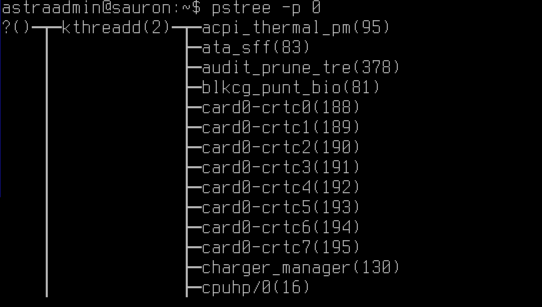 astraadmin@sauron:~$ pstree -p 0
?()─┬─kthreadd(2)─┬─acpi_thermal_pm(95)
    │             ├─ata_sff(83)
    │             ├─audit_prune_tre(378)
    │             ├─blkcg_punt_bio(81)
    │             ├─card0-crtc0(188)
    │             ├─card0-crtc1(189)
    │             ├─card0-crtc2(190)
    │             ├─card0-crtc3(191)
    │             ├─card0-crtc4(192)
    │             ├─card0-crtc5(193)
    │             ├─card0-crtc6(194)
    │             ├─card0-crtc7(195)
    │             ├─charger_manager(130)
    │             ├─cpuhp/0(16)